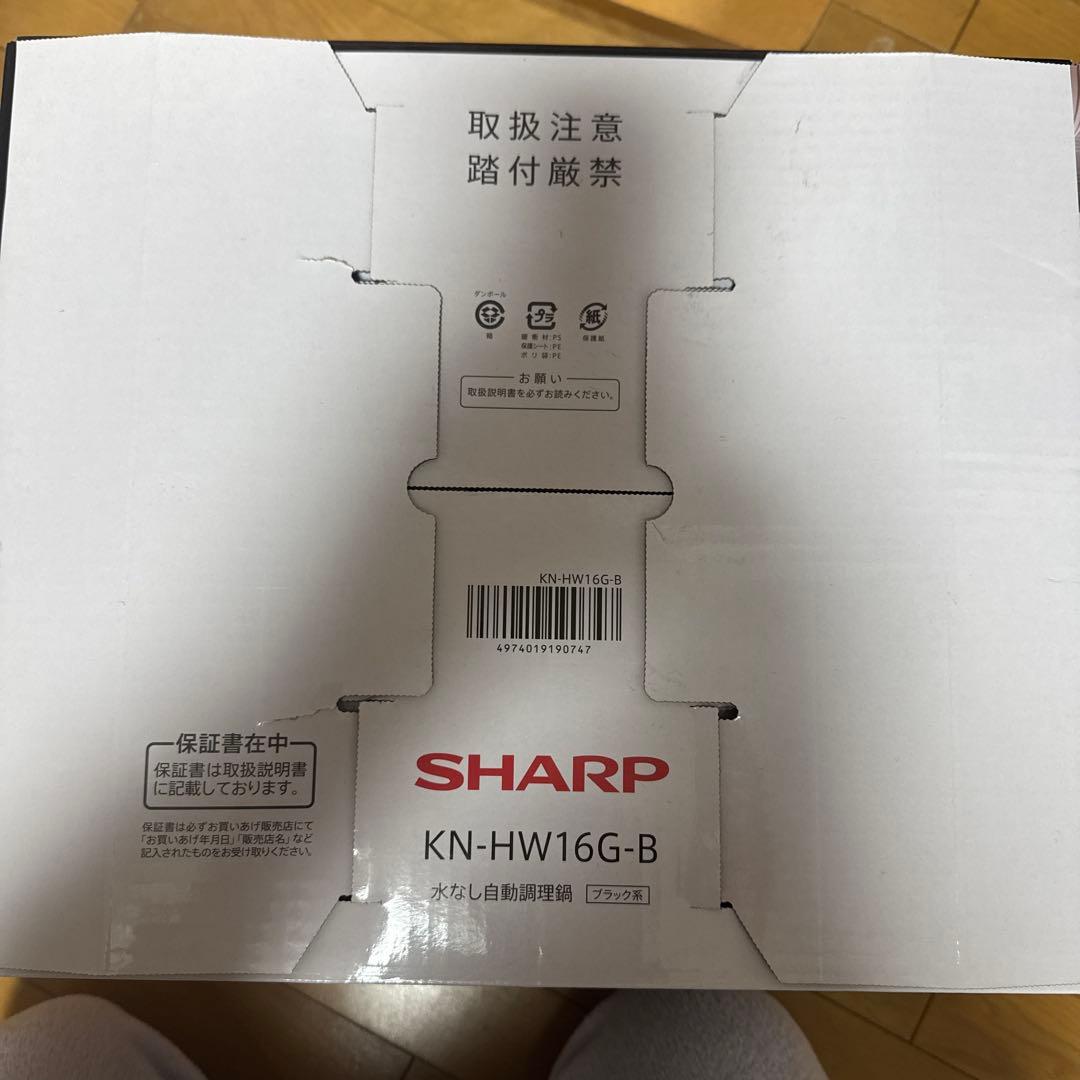 取扱注意
踏付厳禁
ダンボール
箱
プラ
緩衝材:PS
保護シート:PE
ポリ袋:PE
紙
保護紙
お願い
取扱説明書を必ずお読みください。
KN-HW16G-B
4974019190747
保証書在中
保証書は取扱説明書
に記載しております。
保証書は必ずお買いあげ販売店にて
「お買いあげ年月日」「販売店名」など
記入されたものをお受け取りください。
SHARP
KN-HW16G-B
水なし自動調理鍋 ブラック系